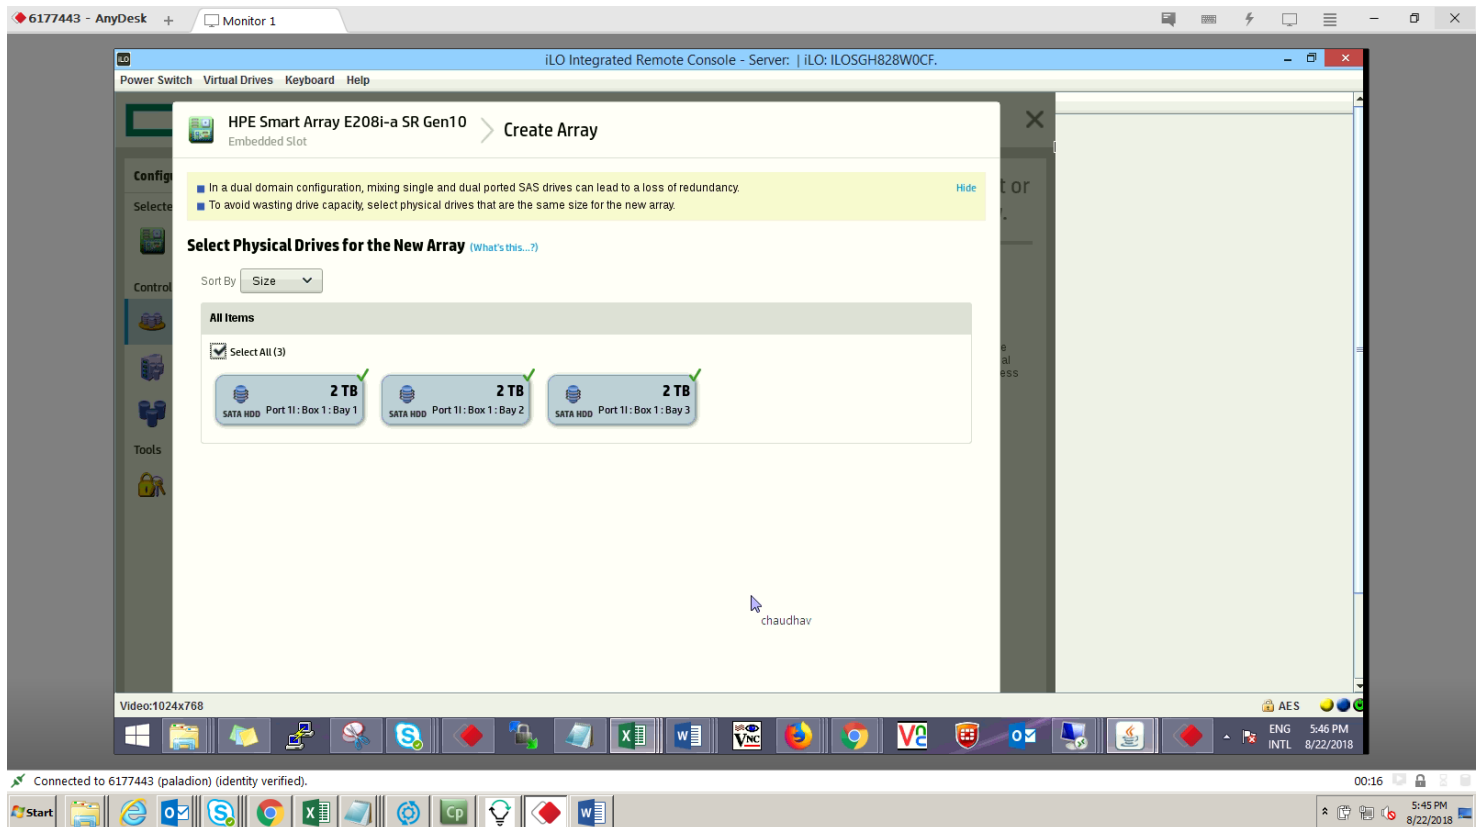 6177443 - AnyDesk + Monitor 1
iLO iLO Integrated Remote Console - Server: | iLO: ILOSGH828W0CF.
Power Switch Virtual Drives Keyboard Help
HPE Smart Array E208i-a SR Gen10
Embedded Slot
Create Array
Config
Selecte
Control
Tools
t or
al
ess
In a dual domain configuration, mixing single and dual ported SAS drives can lead to a loss of redundancy.
Hide
To avoid wasting drive capacity, select physical drives that are the same size for the new array.
Select Physical Drives for the New Array (What's this...?)
Sort By Size
All Items
Select All (3)
2 TB
SATA HDD Port 1I : Box 1 : Bay 1
2 TB
SATA HDD Port 1I : Box 1 : Bay 2
2 TB
SATA HDD Port 1I : Box 1 : Bay 3
chaudhav
Video:1024x768
AES
VNC
ENG 5:46 PM
INTL 8/22/2018
Connected to 6177443 (paladion) (identity verified).
00:16
Start
Cp
5:45 PM
8/22/2018